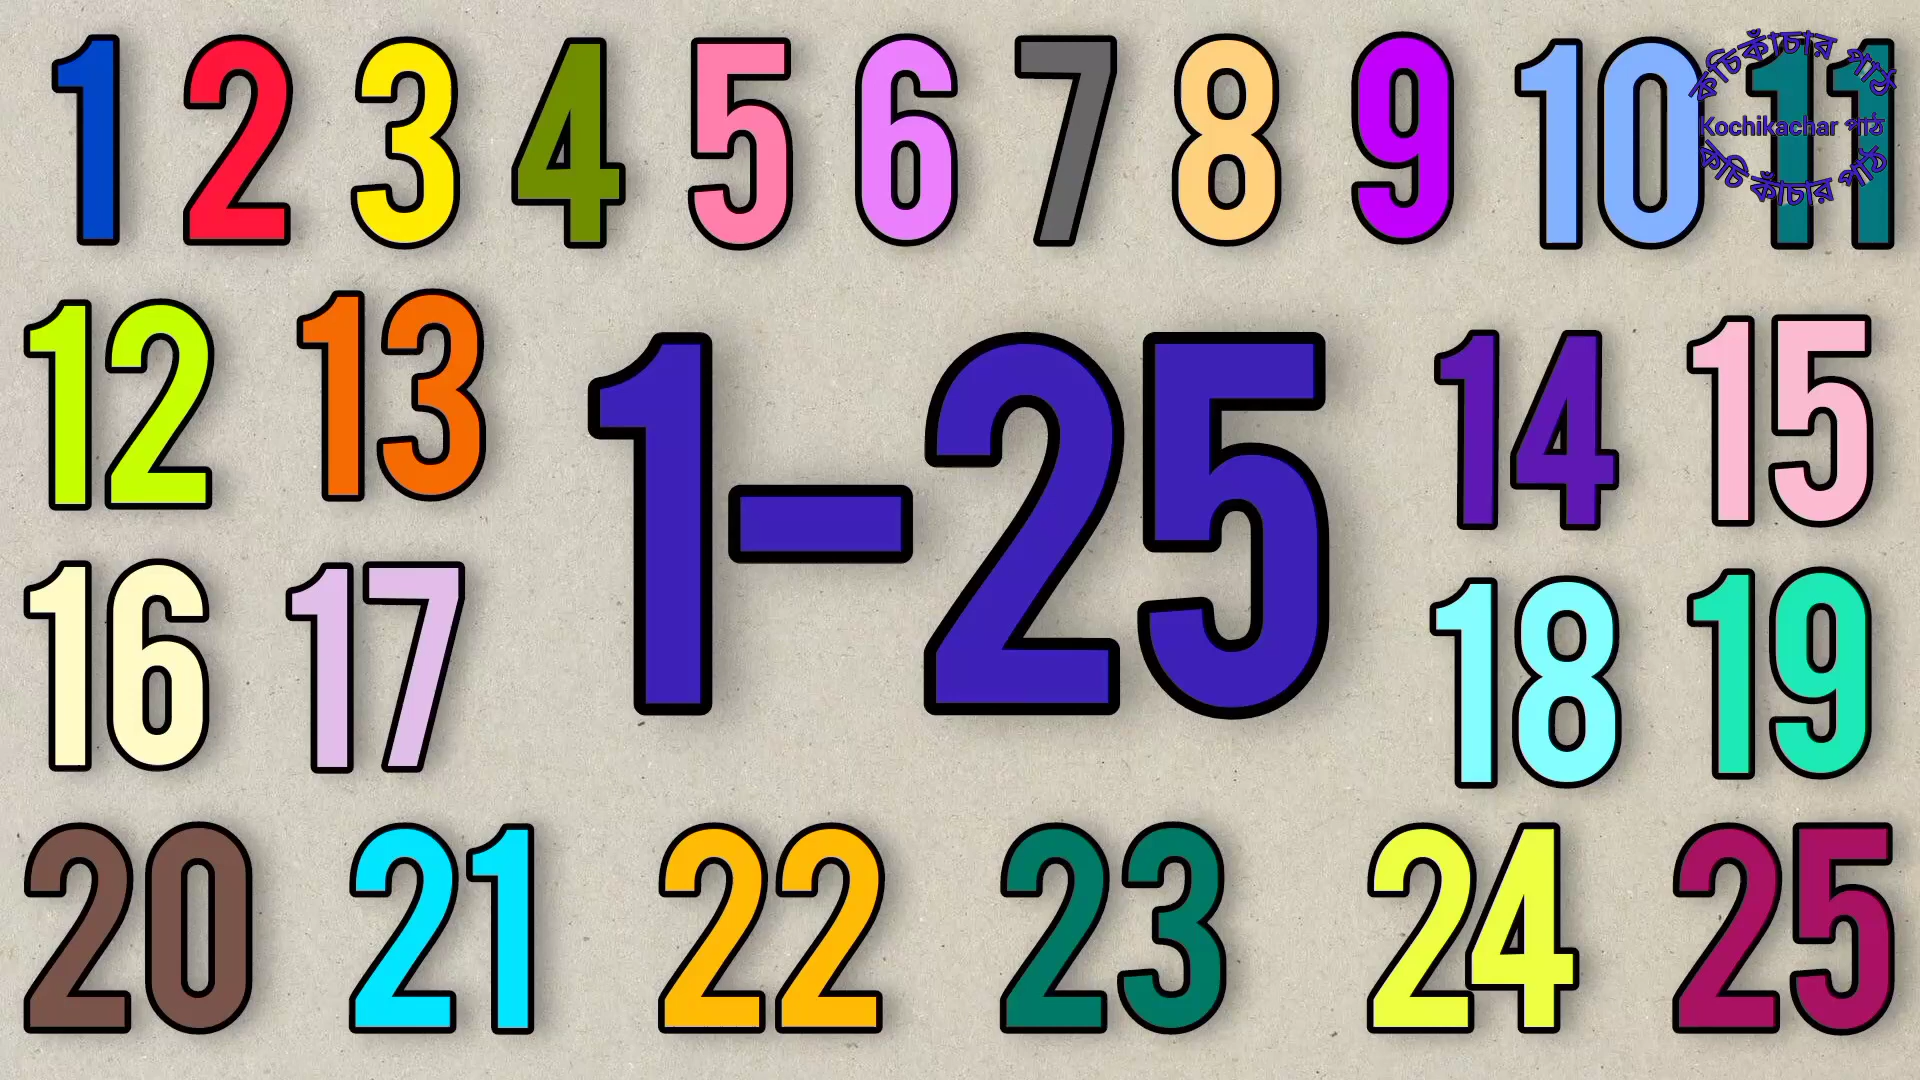 1 2 3 4 5 6 7 8 9 10 11
কচিকাঁচার পাঠ
Kochikachar পাঠ
কচি কাঁচার পাঠ
12 13 14 15
1-25
16 17 18 19
20 21 22 23 24 25